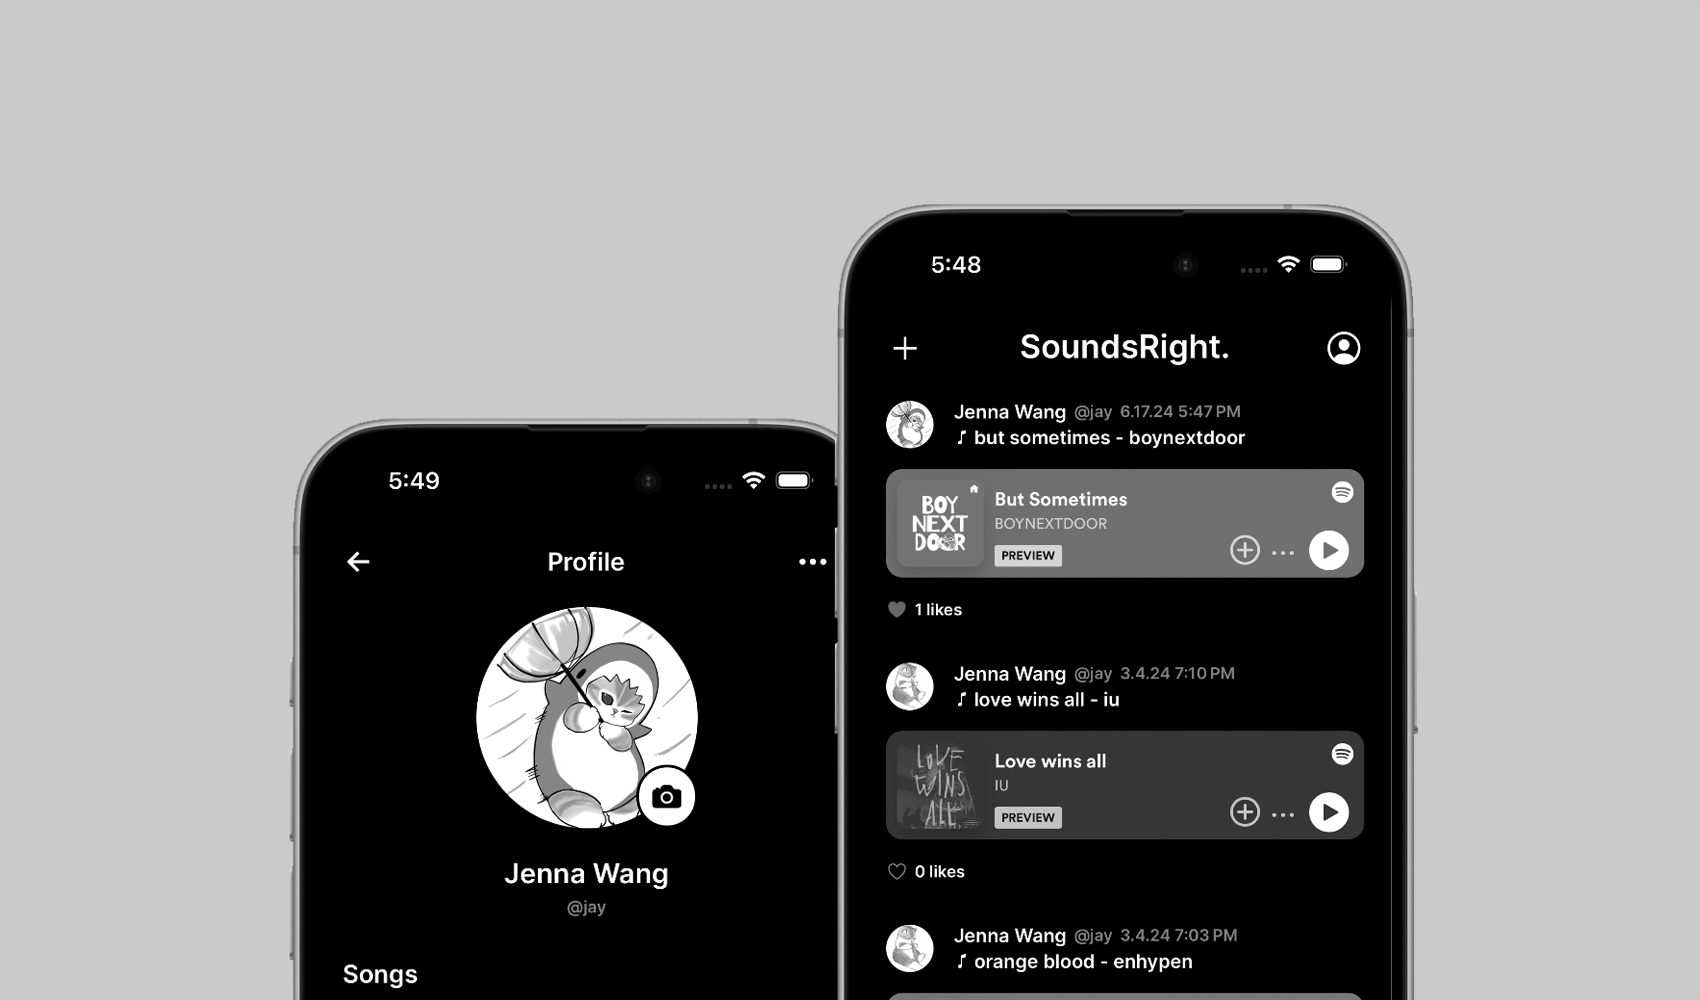 5:49
Profile
Jenna Wang
@jay
Songs
5:48
SoundsRight.
Jenna Wang @jay 6.17.24 5:47 PM
but sometimes - boynextdoor
BOY
NEXT
DOOR
But Sometimes
BOYNEXTDOOR
PREVIEW
1 likes
Jenna Wang @jay 3.4.24 7:10 PM
love wins all - iu
LOVE
WINS
ALL
Love wins all
IU
PREVIEW
0 likes
Jenna Wang @jay 3.4.24 7:03 PM
orange blood - enhypen